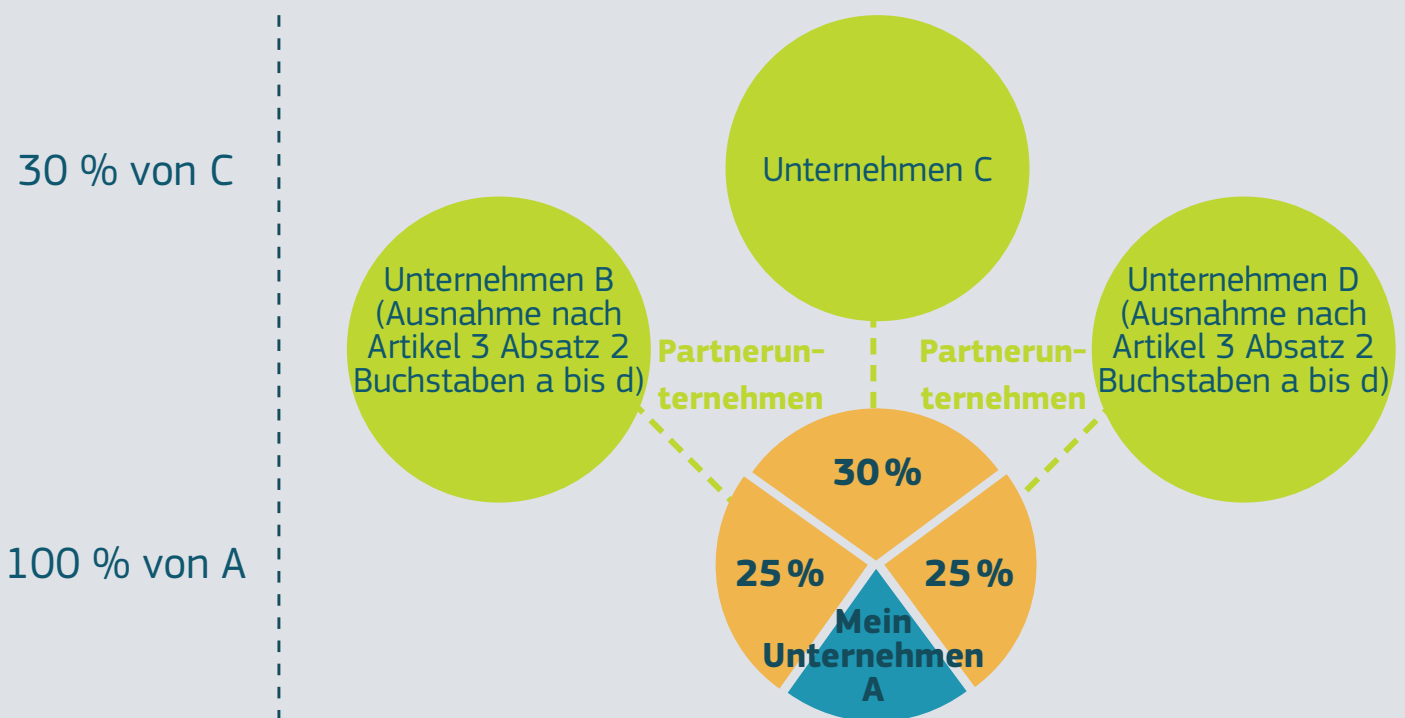 30 % von C
Unternehmen C
Unternehmen B
(Ausnahme nach
Artikel 3 Absatz 2
Buchstaben a bis d)
Unternehmen D
(Ausnahme nach
Artikel 3 Absatz 2
Buchstaben a bis d)
Partnerun-
ternehmen
Partnerun-
ternehmen
30 %
100 % von A
25 %
25 %
Mein
Unternehmen
A